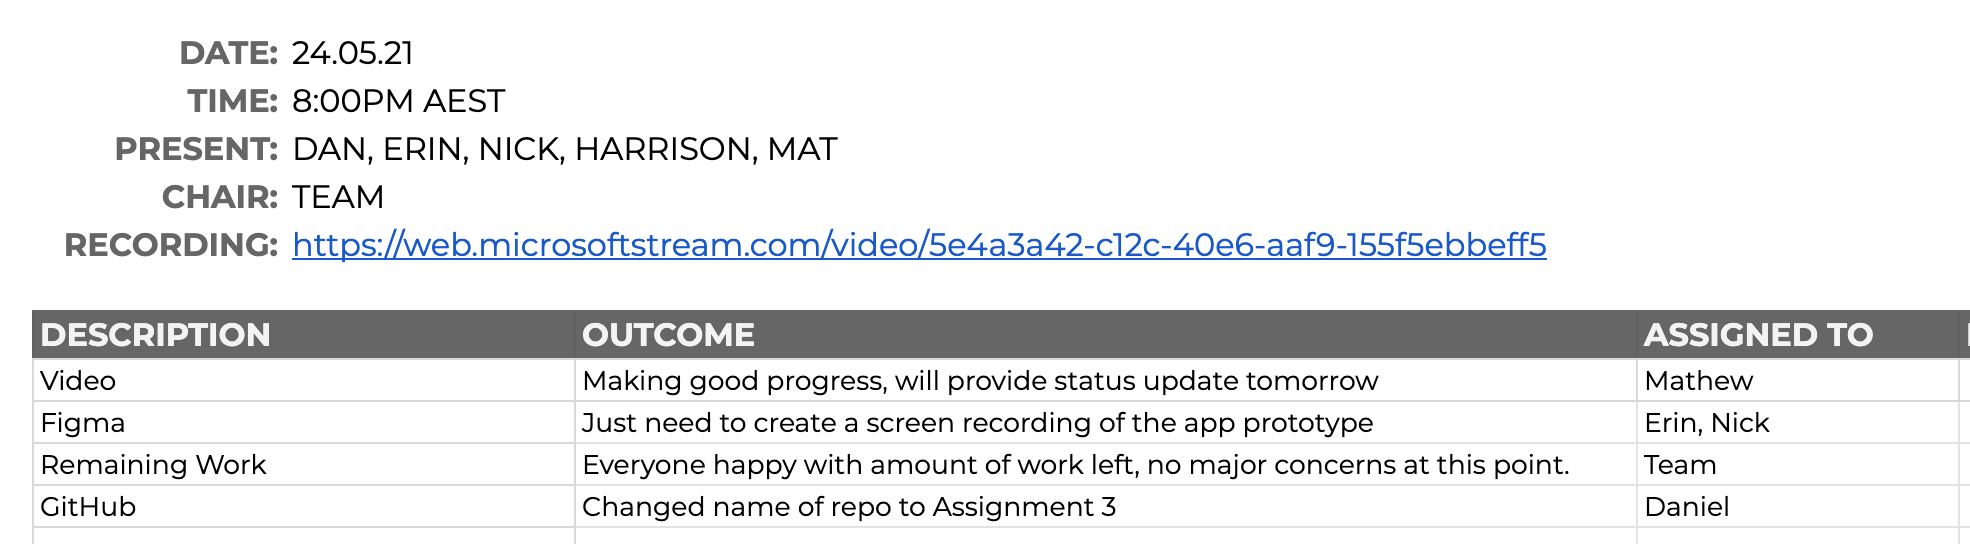 DATE: 24.05.21
TIME: 8:00PM AEST
PRESENT: DAN, ERIN, NICK, HARRISON, MAT
CHAIR: TEAM
RECORDING: https://web.microsoftstream.com/video/5e4a3a42-c12c-40e6-aaf9-155f5ebbeff5
DESCRIPTION OUTCOME ASSIGNED TO
Video Making good progress, will provide status update tomorrow Mathew
Figma Just need to create a screen recording of the app prototype Erin, Nick
Remaining Work Everyone happy with amount of work left, no major concerns at this point. Team
GitHub Changed name of repo to Assignment 3 Daniel